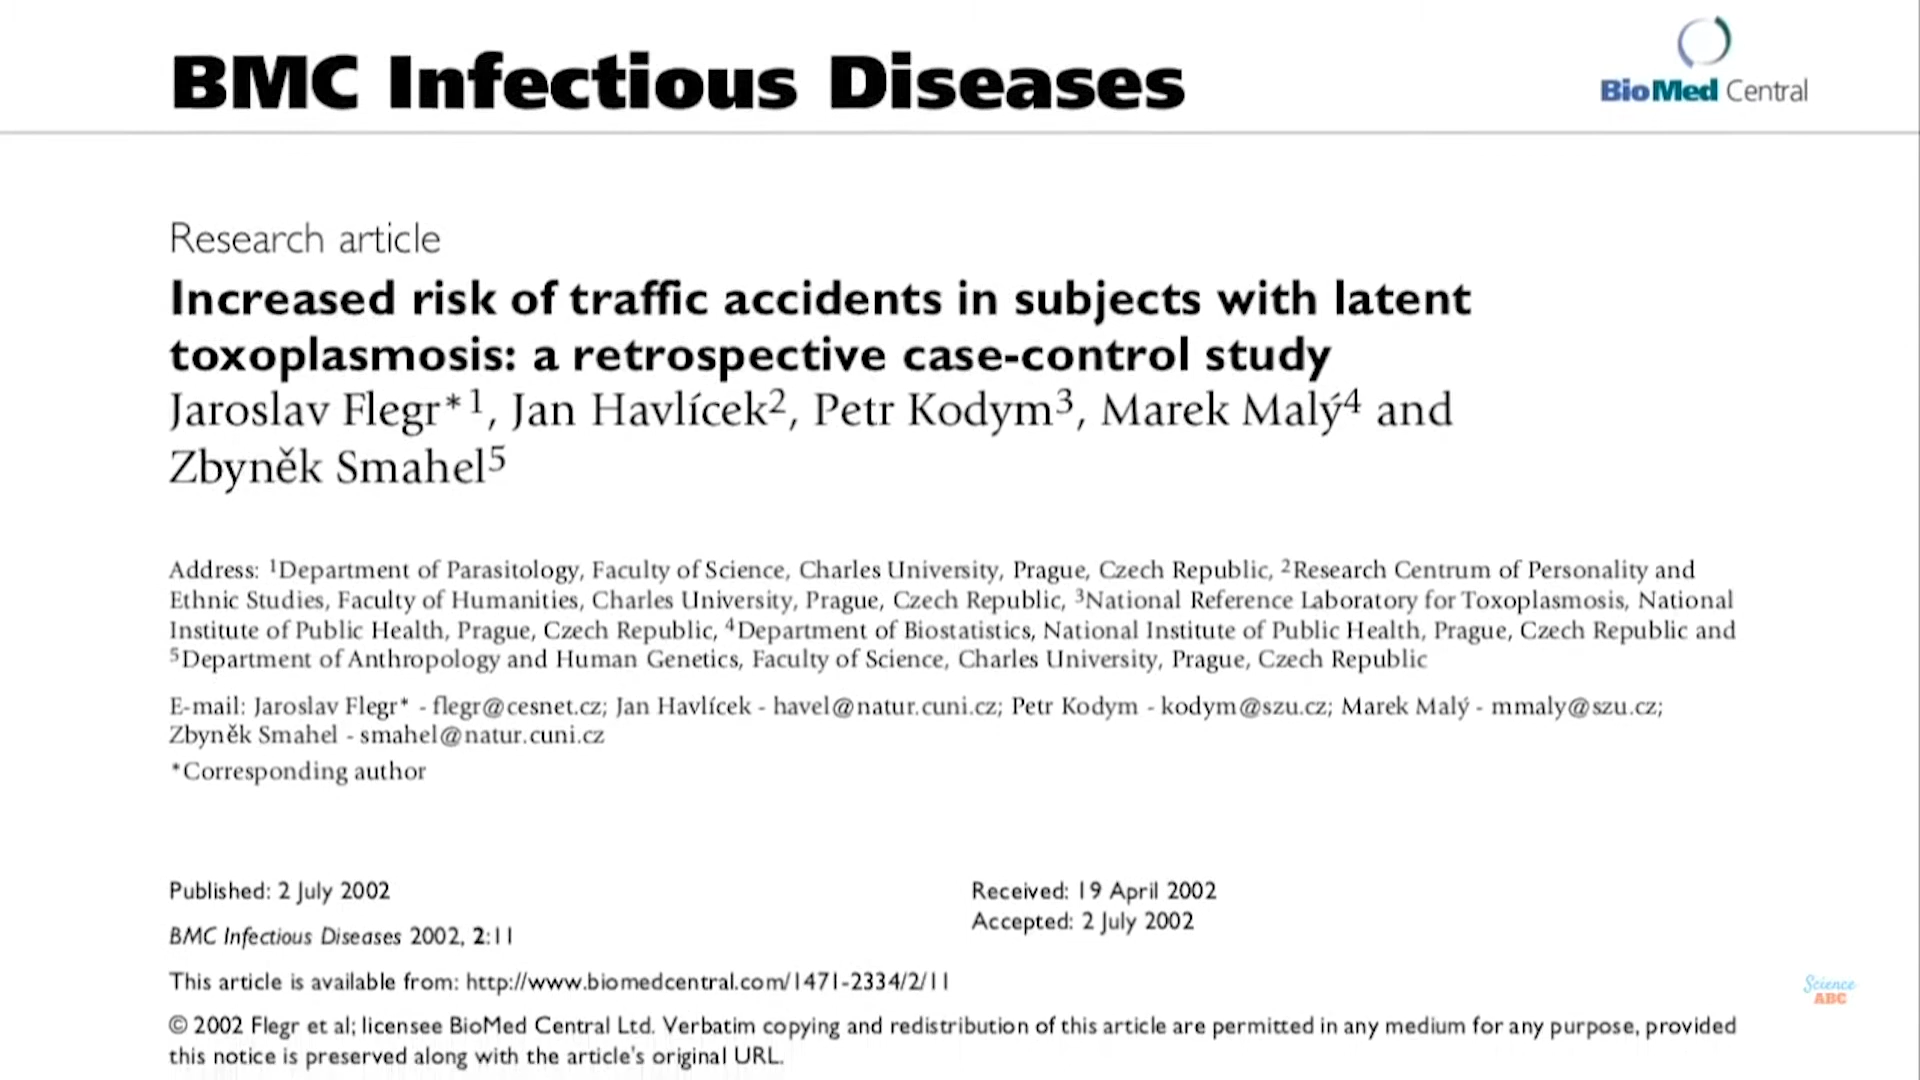 BMC Infectious Diseases
BioMed Central
Research article
Increased risk of traffic accidents in subjects with latent
toxoplasmosis: a retrospective case-control study
Jaroslav Flegr*1, Jan Havlícek2, Petr Kodym3, Marek Malý4 and
Zbyněk Smahel5
Address: 1Department of Parasitology, Faculty of Science, Charles University, Prague, Czech Republic, 2Research Centrum of Personality and
Ethnic Studies, Faculty of Humanities, Charles University, Prague, Czech Republic, 3National Reference Laboratory for Toxoplasmosis, National
Institute of Public Health, Prague, Czech Republic, 4Department of Biostatistics, National Institute of Public Health, Prague, Czech Republic and
5Department of Anthropology and Human Genetics, Faculty of Science, Charles University, Prague, Czech Republic
E-mail: Jaroslav Flegr* - flegr@cesnet.cz; Jan Havlícek - havel@natur.cuni.cz; Petr Kodym - kodym@szu.cz; Marek Malý - mmaly@szu.cz;
Zbyněk Smahel - smahel@natur.cuni.cz
*Corresponding author
Published: 2 July 2002
Received: 19 April 2002
Accepted: 2 July 2002
BMC Infectious Diseases 2002, 2:11
This article is available from: http://www.biomedcentral.com/1471-2334/2/11
© 2002 Flegr et al; licensee BioMed Central Ltd. Verbatim copying and redistribution of this article are permitted in any medium for any purpose, provided
this notice is preserved along with the article's original URL.
Science
ABC